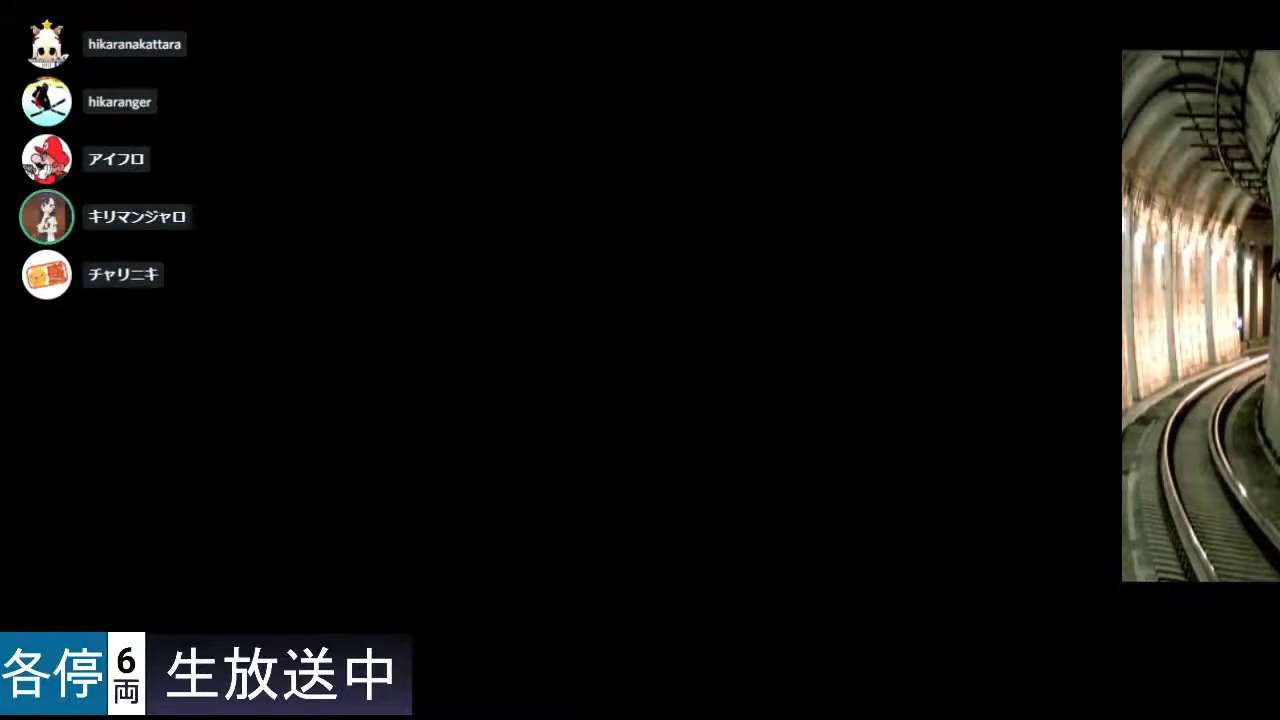 hikaranakattara
hikaranger
アイフロ
キリマンジャロ
チャリニキ
各停 6両 生放送中